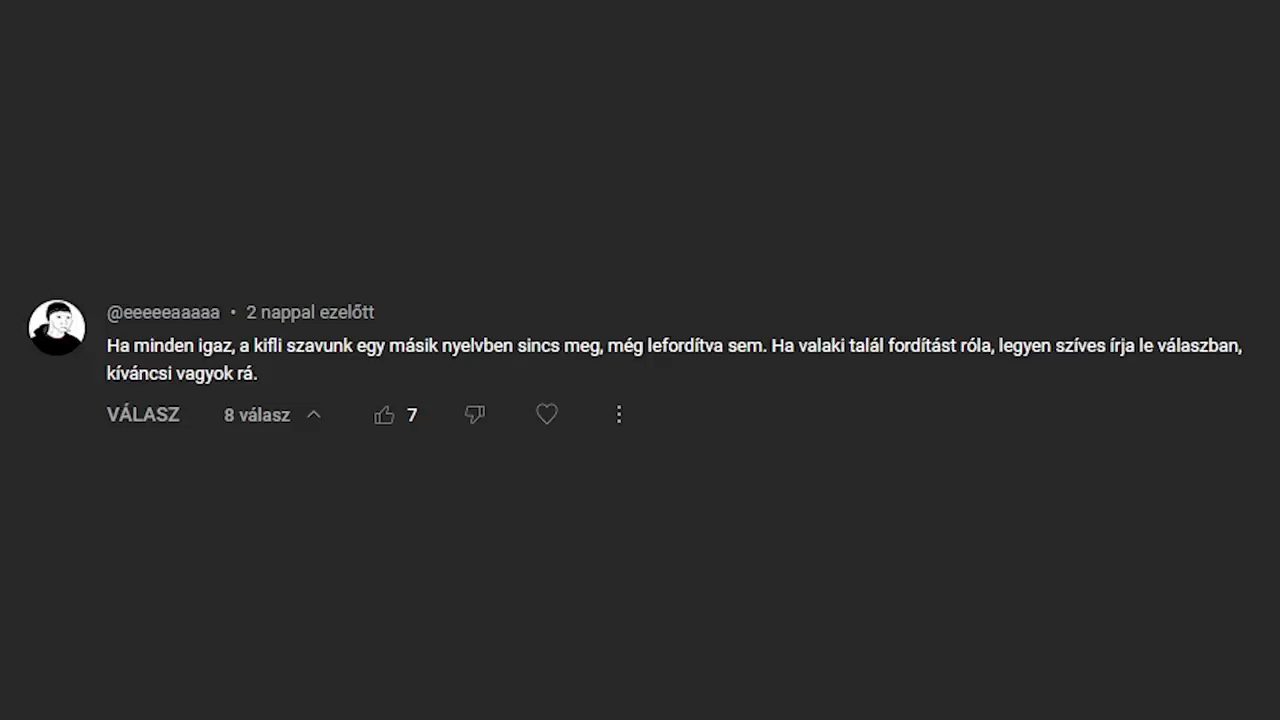 @eeeeeaaaaa • 2 nappal ezelőtt
Ha minden igaz, a kifli szavunk egy másik nyelvben sincs meg, még lefordítva sem. Ha valaki talál fordítást róla, legyen szíves írja le válaszban,
kíváncsi vagyok rá.
VÁLASZ 8 válasz 7